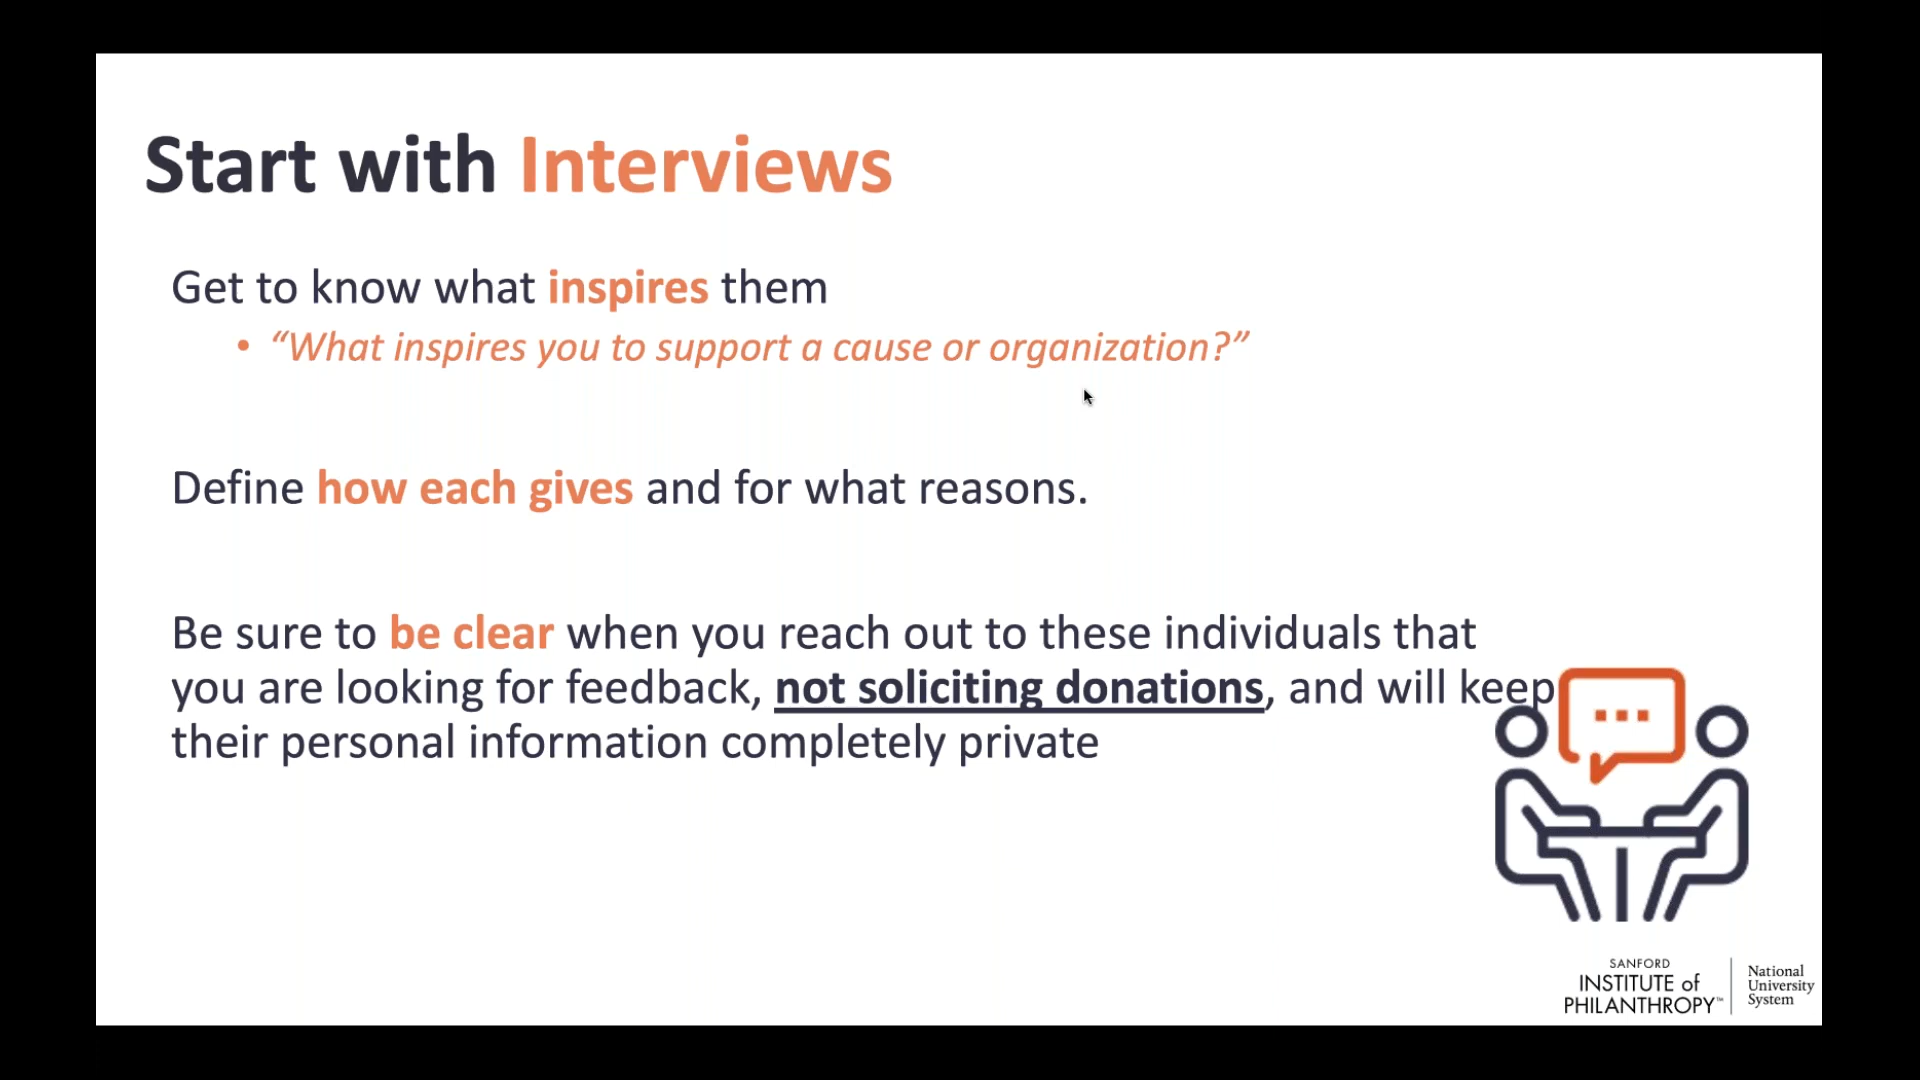 Start with Interviews
Get to know what inspires them
• “What inspires you to support a cause or organization?”
Define how each gives and for what reasons.
Be sure to be clear when you reach out to these individuals that
you are looking for feedback, not soliciting donations, and will keep
their personal information completely private
SANFORD
INSTITUTE of
PHILANTHROPY™
National
University
System